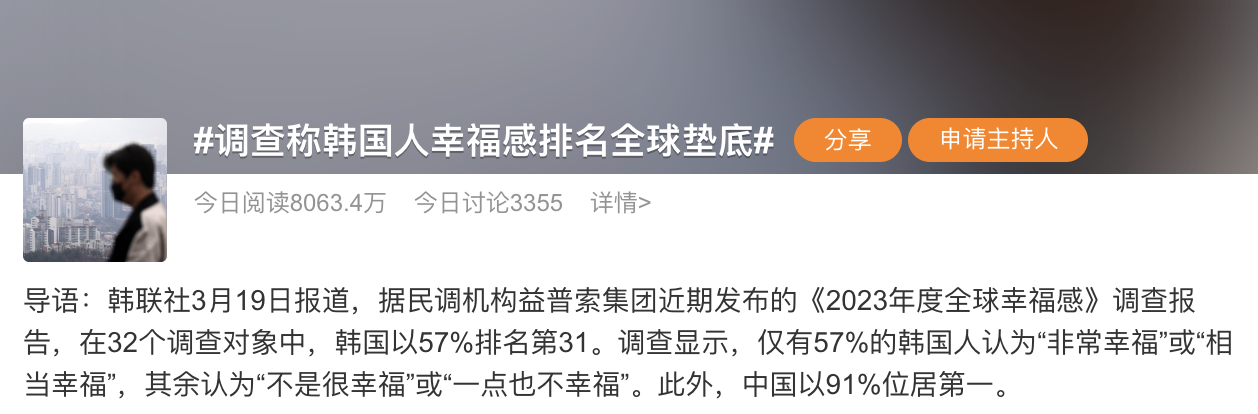 #调查称韩国人幸福感排名全球垫底# 分享 申请主持人
今日阅读8063.4万 今日讨论3355 详情>
导语：韩联社3月19日报道，据民调机构益普索集团近期发布的《2023年度全球幸福感》调查报
告，在32个调查对象中，韩国以57%排名第31。调查显示，仅有57%的韩国人认为“非常幸福”或“相
当幸福”，其余认为“不是很幸福”或“一点也不幸福”。此外，中国以91%位居第一。